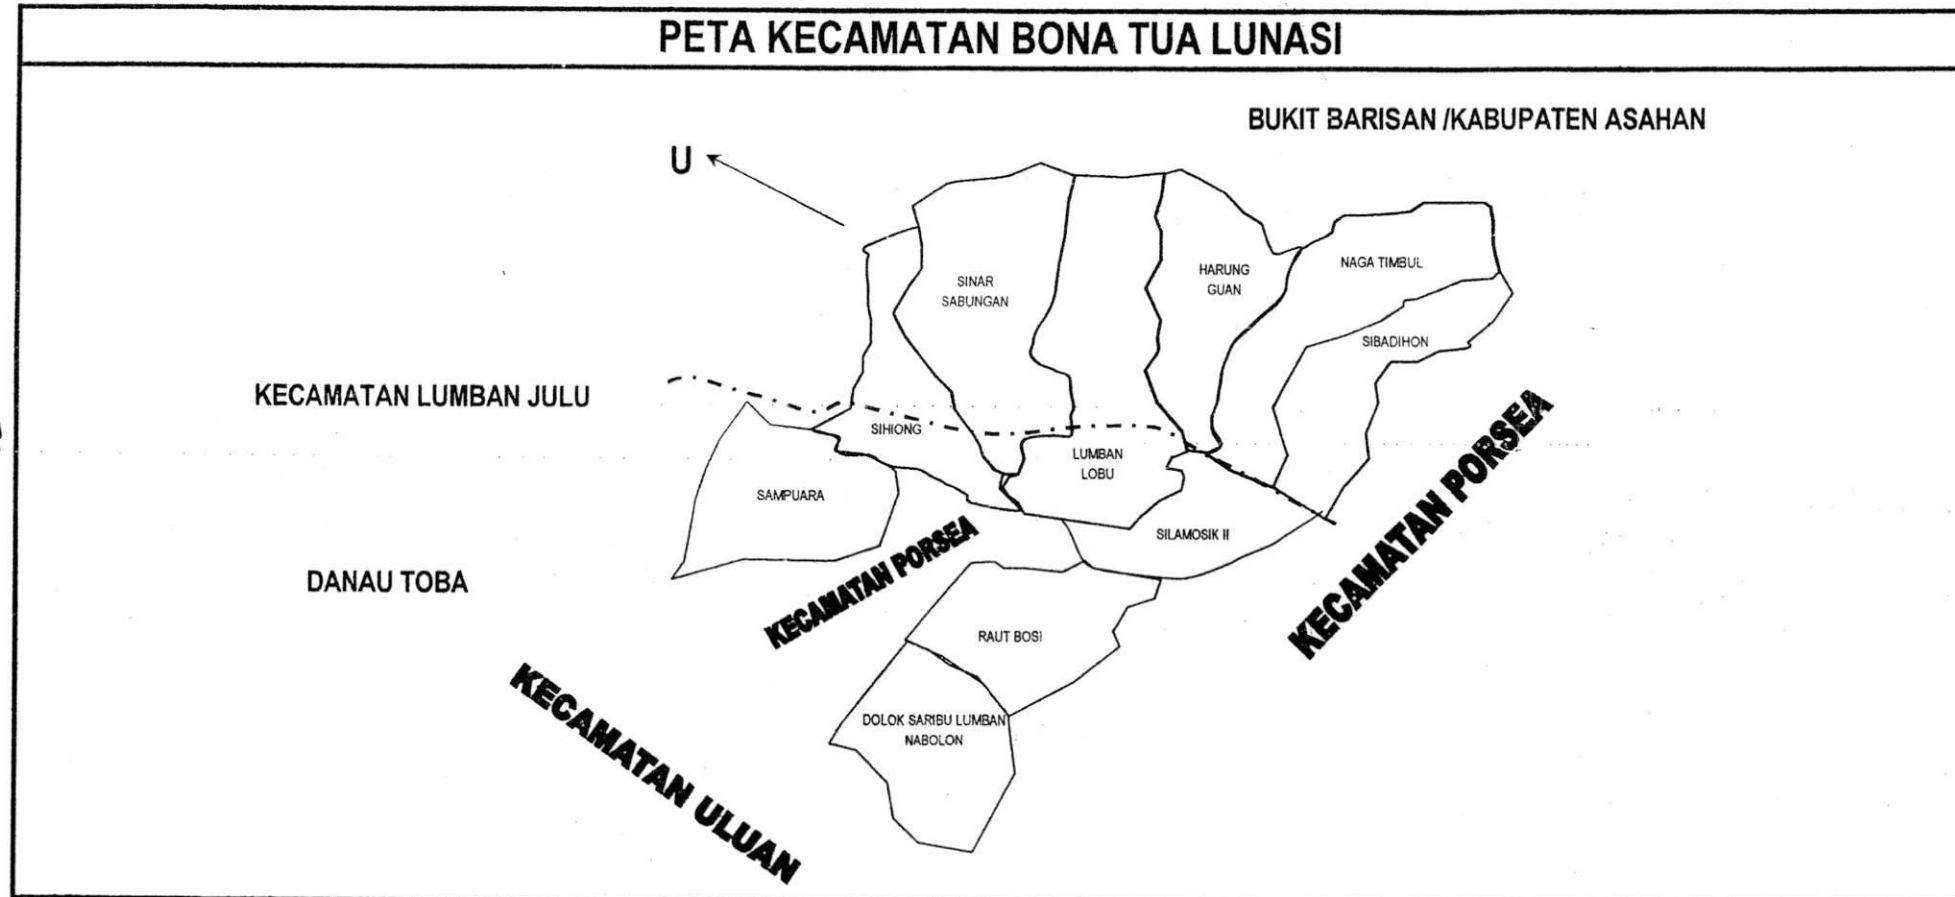 PETA KECAMATAN BONA TUA LUNASI
BUKIT BARISAN /KABUPATEN ASAHAN
U
SINAR
SABUNGAN
HARUNG
GUAN
NAGA TIMBUL
SIBADIHON
KECAMATAN LUMBAN JULU
SIHIONG
LUMBAN
LOBU
SAMPUARA
SILAMOSIK II
KECAMATAN PORSEA
KECAMATAN PORSEA
DANAU TOBA
RAUT BOSI
KECAMATAN ULUAN
DOLOK SARIBU LUMBAN
NABOLON